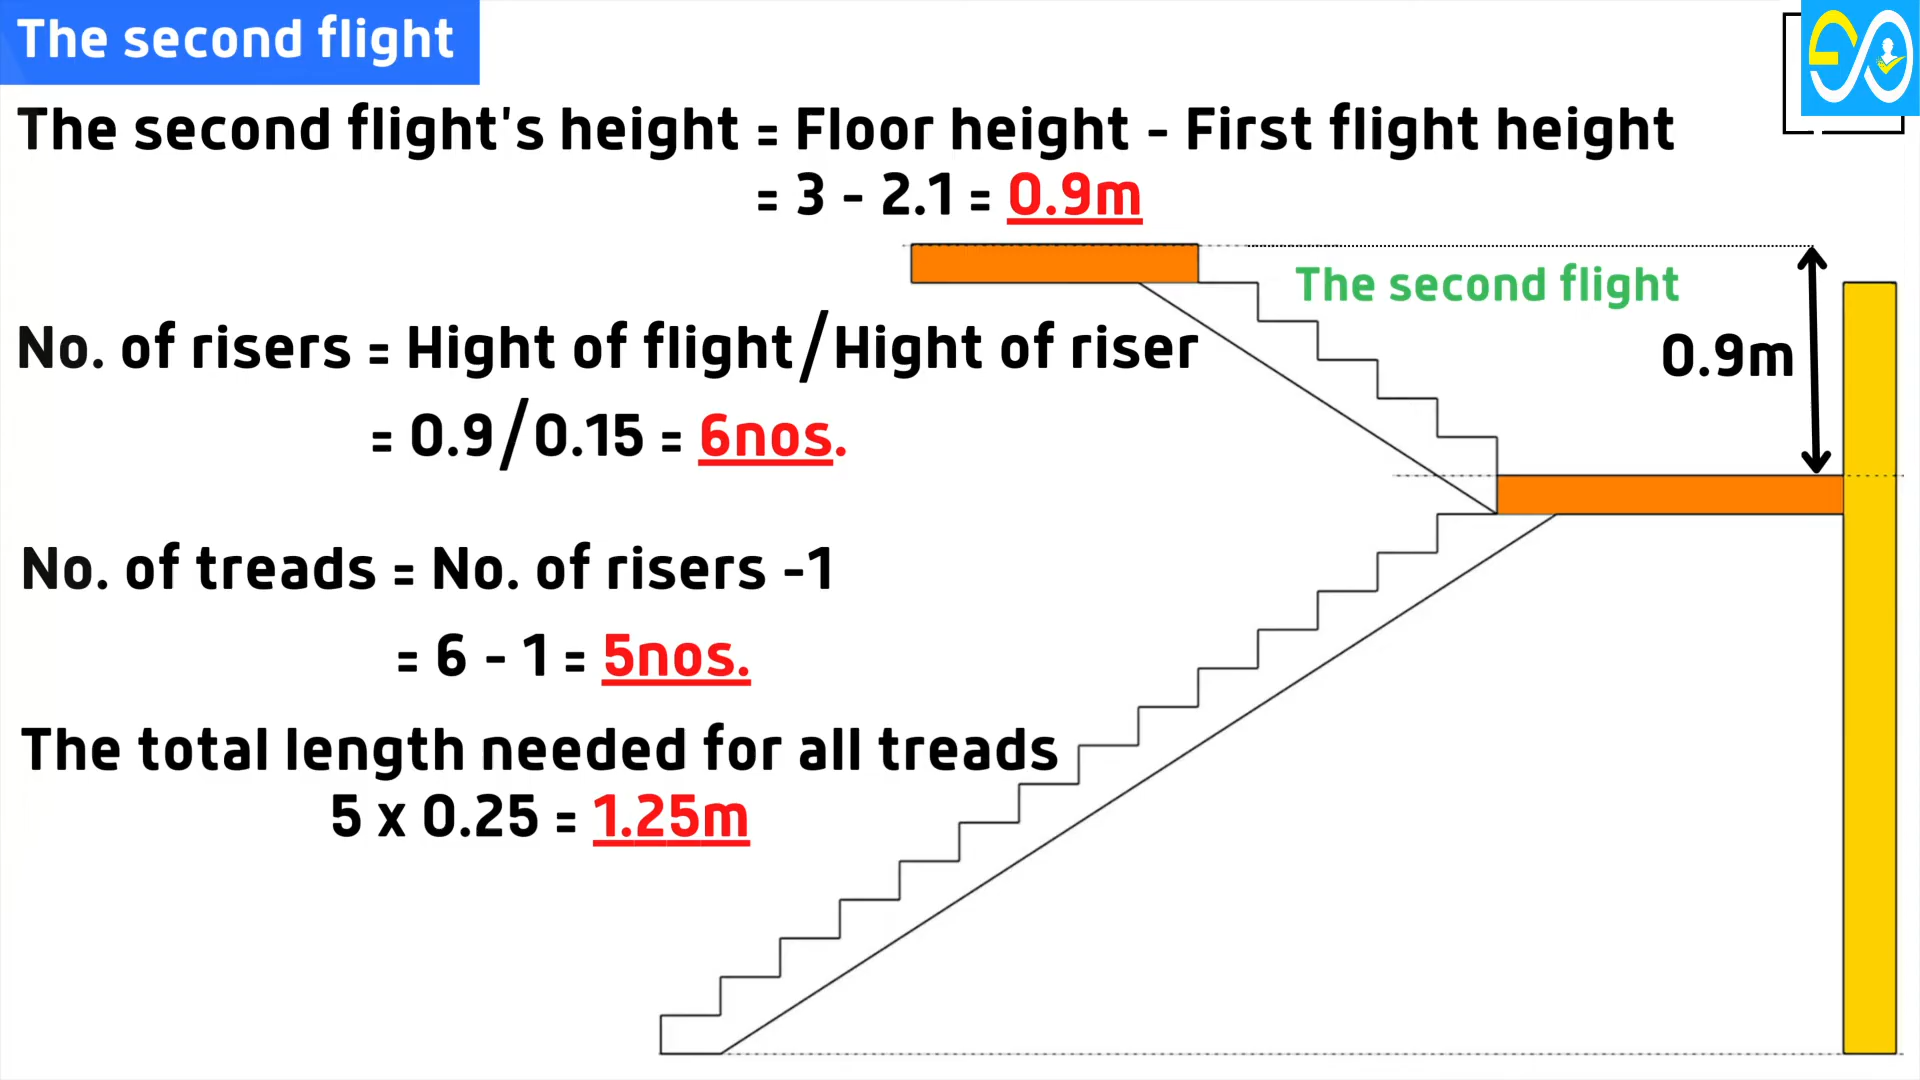 The second flight
The second flight's height = Floor height - First flight height
= 3 - 2.1 = 0.9m
The second flight
0.9m
No. of risers = Hight of flight/Hight of riser
= 0.9/0.15 = 6nos.
No. of treads = No. of risers -1
= 6 - 1 = 5nos.
The total length needed for all treads
5 x 0.25 = 1.25m